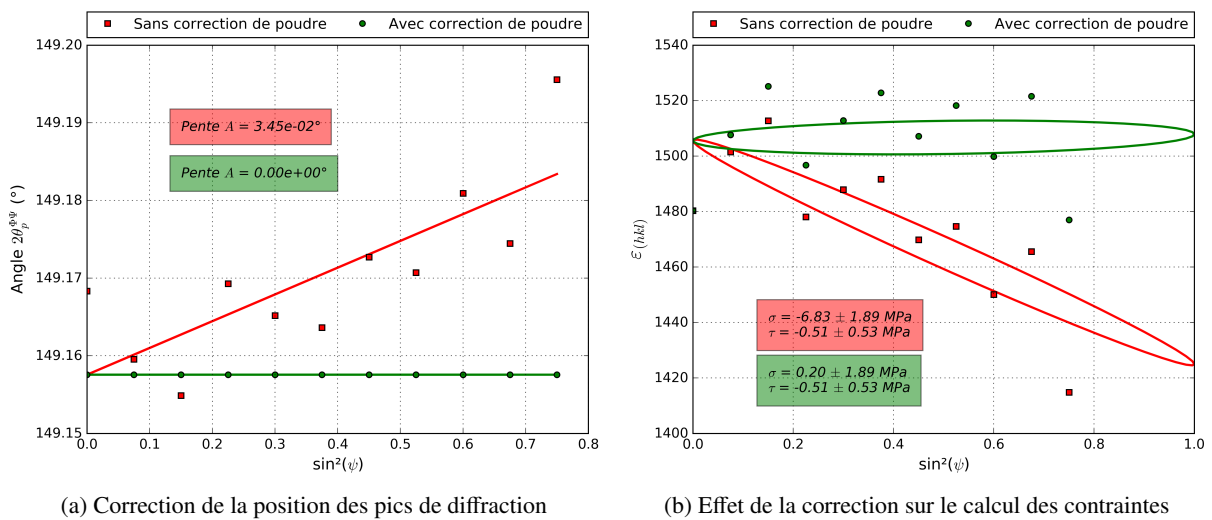 Sans correction de poudre Avec correction de poudre
149.20
149.19
149.18
149.17
149.16
149.15
Angle 2θ_p^ΦΨ (°)
Pente A = 3.45e-02°
Pente A = 0.00e+00°
0.0 0.1 0.2 0.3 0.4 0.5 0.6 0.7 0.8
sin²(ψ)
(a) Correction de la position des pics de diffraction
Sans correction de poudre Avec correction de poudre
1540
1520
1500
1480
1460
1440
1420
1400
ε(hkl)
σ = -6.83 ± 1.89 MPa
τ = -0.51 ± 0.53 MPa
σ = 0.20 ± 1.89 MPa
τ = -0.51 ± 0.53 MPa
0.0 0.2 0.4 0.6 0.8 1.0
sin²(ψ)
(b) Effet de la correction sur le calcul des contraintes